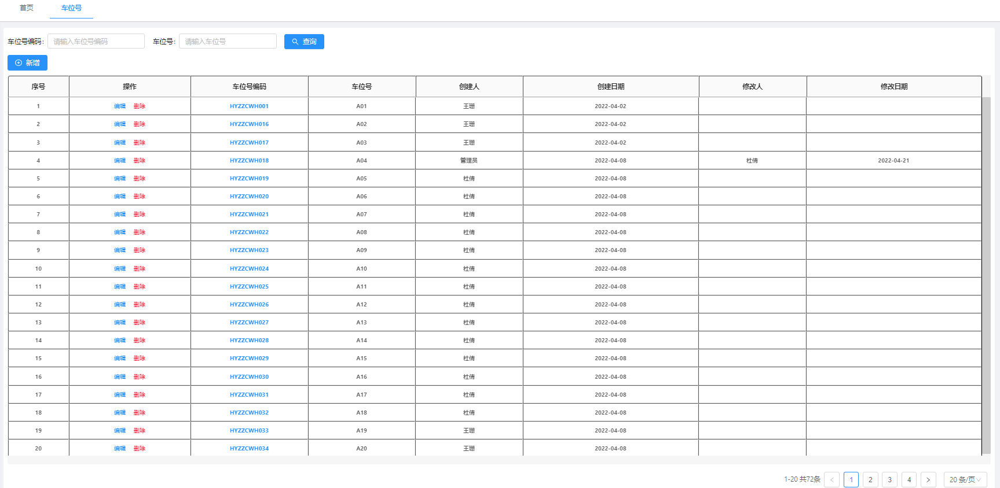 首页 车位号
车位号编码: 请输入车位号编码 车位号: 请输入车位号 查询
新增
序号 操作 车位号编码 车位号 创建人 创建日期 修改人 修改日期
1 编辑 删除 HYZZCWH001 A01 王珊 2022-04-02
2 编辑 删除 HYZZCWH016 A02 王珊 2022-04-02
3 编辑 删除 HYZZCWH017 A03 王珊 2022-04-02
4 编辑 删除 HYZZCWH018 A04 管理员 2022-04-08 杜倩 2022-04-21
5 编辑 删除 HYZZCWH019 A05 杜倩 2022-04-08
6 编辑 删除 HYZZCWH020 A06 杜倩 2022-04-08
7 编辑 删除 HYZZCWH021 A07 杜倩 2022-04-08
8 编辑 删除 HYZZCWH022 A08 杜倩 2022-04-08
9 编辑 删除 HYZZCWH023 A09 杜倩 2022-04-08
10 编辑 删除 HYZZCWH024 A10 杜倩 2022-04-08
11 编辑 删除 HYZZCWH025 A11 杜倩 2022-04-08
12 编辑 删除 HYZZCWH026 A12 杜倩 2022-04-08
13 编辑 删除 HYZZCWH027 A13 杜倩 2022-04-08
14 编辑 删除 HYZZCWH028 A14 杜倩 2022-04-08
15 编辑 删除 HYZZCWH029 A15 杜倩 2022-04-08
16 编辑 删除 HYZZCWH030 A16 杜倩 2022-04-08
17 编辑 删除 HYZZCWH031 A17 杜倩 2022-04-08
18 编辑 删除 HYZZCWH032 A18 杜倩 2022-04-08
19 编辑 删除 HYZZCWH033 A19 王珊 2022-04-08
20 编辑 删除 HYZZCWH034 A20 王珊 2022-04-08
1-20 共72条 < 1 2 3 4 > 20 条/页